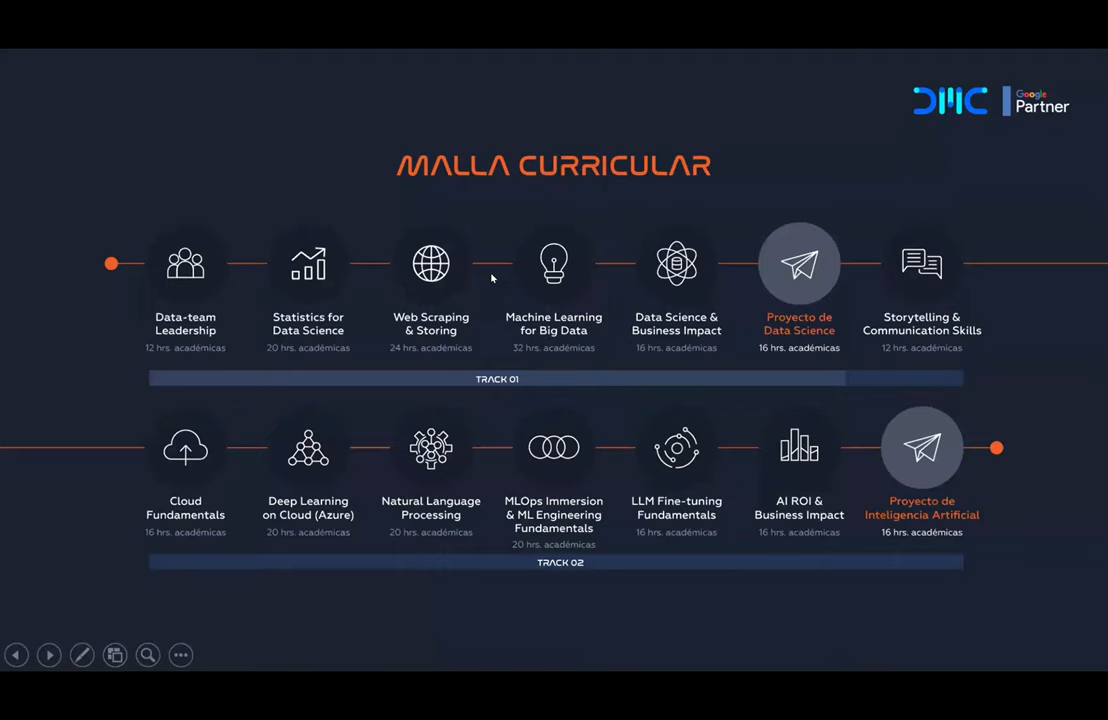 DMC
Google
Partner
MALLA CURRICULAR
Data-team
Leadership
12 hrs. académicas
Statistics for
Data Science
20 hrs. académicas
Web Scraping
& Storing
24 hrs. académicas
Machine Learning
for Big Data
32 hrs. académicas
Data Science &
Business Impact
16 hrs. académicas
Proyecto de
Data Science
16 hrs. académicas
Storytelling &
Communication Skills
12 hrs. académicas
TRACK 01
Cloud
Fundamentals
16 hrs. académicas
Deep Learning
on Cloud (Azure)
20 hrs. académicas
Natural Language
Processing
20 hrs. académicas
MLOps Immersion
& ML Engineering
Fundamentals
20 hrs. académicas
LLM Fine-tuning
Fundamentals
16 hrs. académicas
AI ROI &
Business Impact
16 hrs. académicas
Proyecto de
Inteligencia Artificial
16 hrs. académicas
TRACK 02